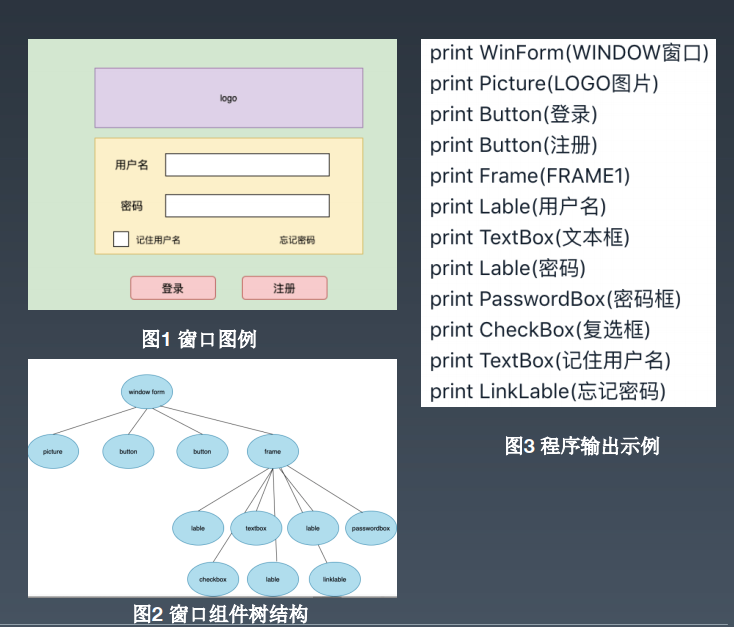 logo
用户名
密码
记住用户名
忘记密码
登录
注册
图1 窗口图例
window form
picture
button
button
frame
lable
textbox
lable
passwordbox
checkbox
lable
linklable
图2 窗口组件树结构
print WinForm(WINDOW窗口)
print Picture(LOGO图片)
print Button(登录)
print Button(注册)
print Frame(FRAME1)
print Lable(用户名)
print TextBox(文本框)
print Lable(密码)
print PasswordBox(密码框)
print CheckBox(复选框)
print TextBox(记住用户名)
print LinkLable(忘记密码)
图3 程序输出示例